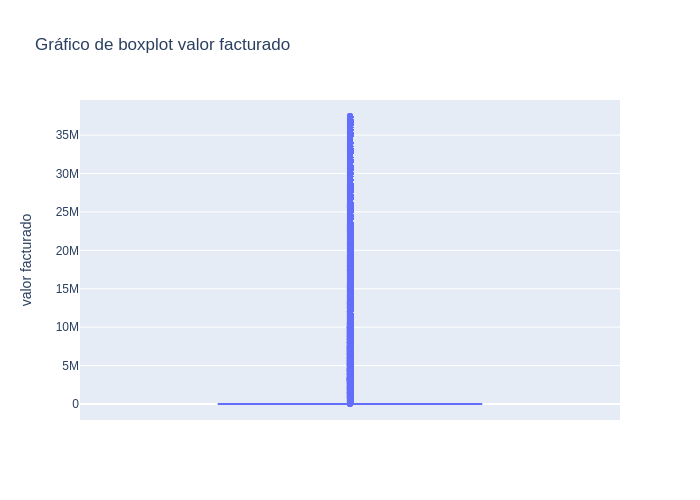 Gráfico de boxplot valor facturado
valor facturado
35M
30M
25M
20M
15M
10M
5M
0